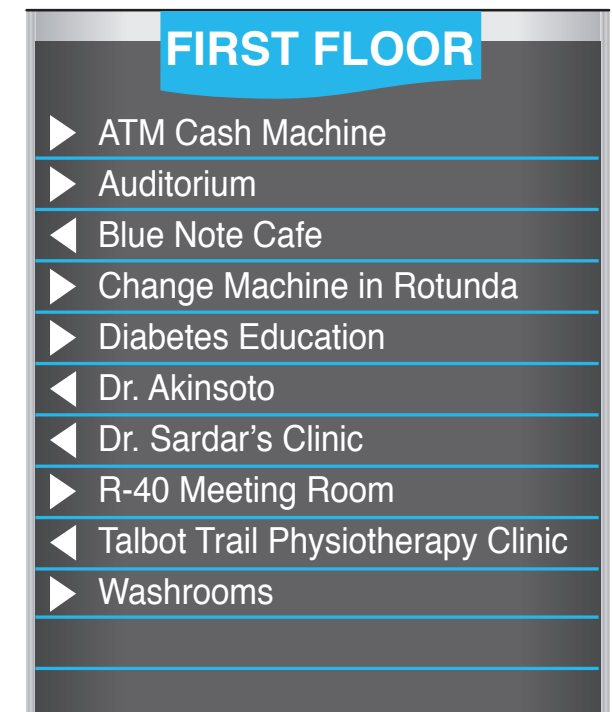 FIRST FLOOR
ATM Cash Machine
Auditorium
Blue Note Cafe
Change Machine in Rotunda
Diabetes Education
Dr. Akinsoto
Dr. Sardar’s Clinic
R-40 Meeting Room
Talbot Trail Physiotherapy Clinic
Washrooms